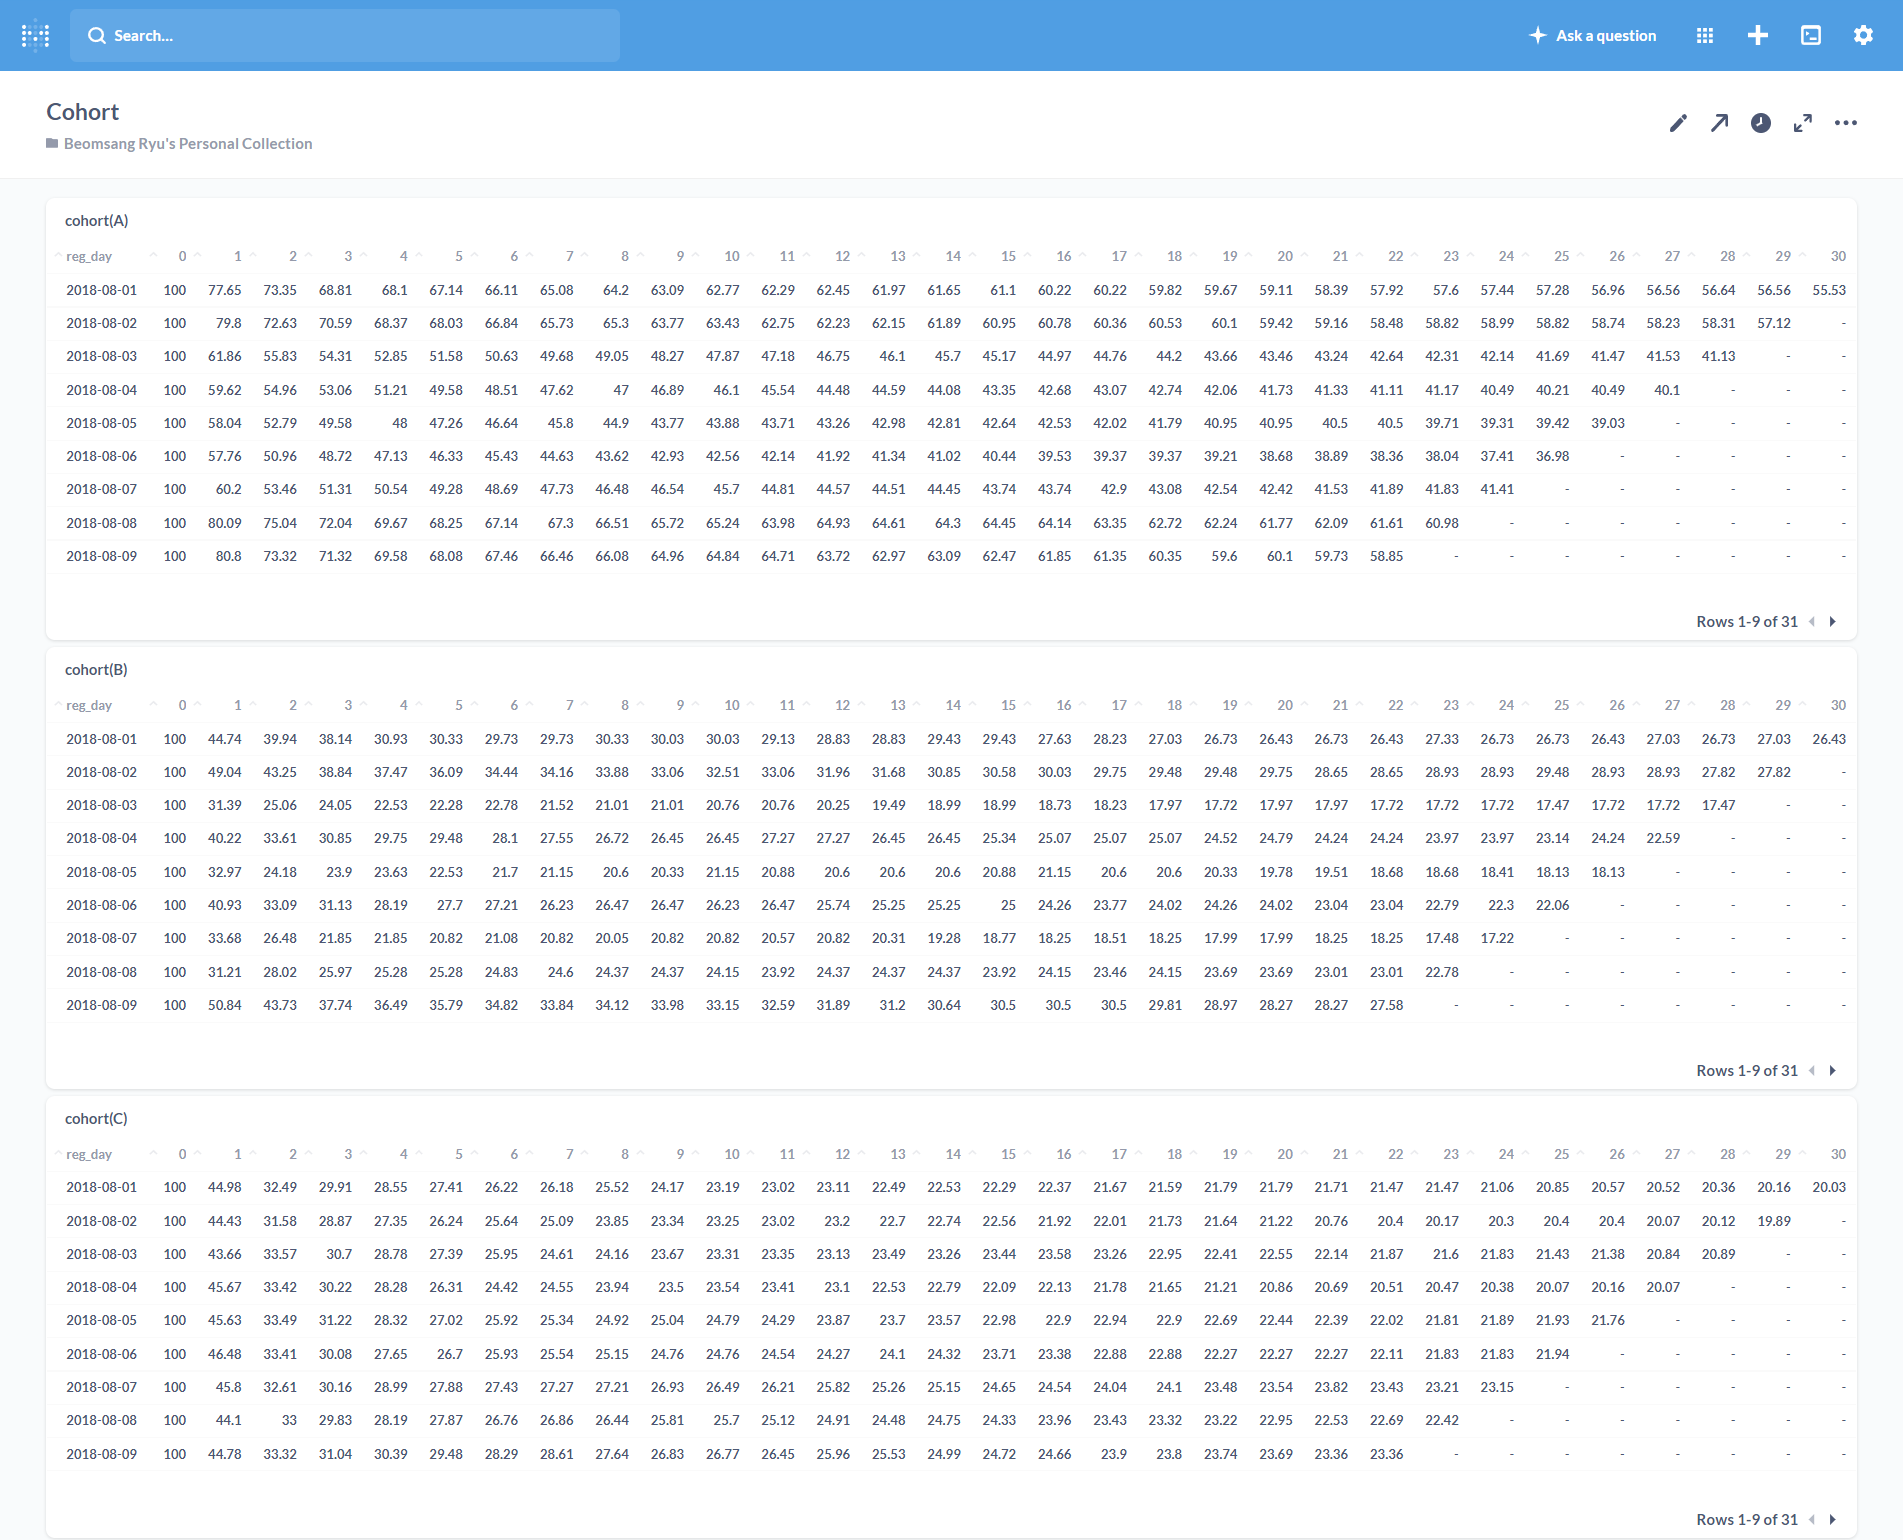 Search...
Ask a question
Cohort
Beomsang Ryu's Personal Collection
cohort(A)
reg_day 0 1 2 3 4 5 6 7 8 9 10 11 12 13 14 15 16 17 18 19 20 21 22 23 24 25 26 27 28 29 30
2018-08-01 100 77.65 73.35 68.81 68.1 67.14 66.11 65.08 64.2 63.09 62.77 62.29 62.45 61.97 61.65 61.1 60.22 60.22 59.82 59.67 59.11 58.39 57.92 57.6 57.44 57.28 56.96 56.56 56.64 56.56 55.53
2018-08-02 100 79.8 72.63 70.59 68.37 68.03 66.84 65.73 65.3 63.77 63.43 62.75 62.23 62.15 61.89 60.95 60.78 60.36 60.53 60.1 59.42 59.16 58.48 58.82 58.99 58.82 58.74 58.23 58.31 57.12 -
2018-08-03 100 61.86 55.83 54.31 52.85 51.58 50.63 49.68 49.05 48.27 47.87 47.18 46.75 46.1 45.7 45.17 44.97 44.76 44.2 43.66 43.46 43.24 42.64 42.31 42.14 41.69 41.47 41.53 41.13 - -
2018-08-04 100 59.62 54.96 53.06 51.21 49.58 48.51 47.62 47 46.89 46.1 45.54 44.48 44.59 44.08 43.35 42.68 43.07 42.74 42.06 41.73 41.33 41.11 41.17 40.49 40.21 40.49 40.1 - - -
2018-08-05 100 58.04 52.79 49.58 48 47.26 46.64 45.8 44.9 43.77 43.88 43.71 43.26 42.98 42.81 42.64 42.53 42.02 41.79 40.95 40.95 40.5 40.5 39.71 39.31 39.42 39.03 - - - -
2018-08-06 100 57.76 50.96 48.72 47.13 46.33 45.43 44.63 43.62 42.93 42.56 42.14 41.92 41.34 41.02 40.44 39.53 39.37 39.37 39.21 38.68 38.89 38.36 38.04 37.41 36.98 - - - - -
2018-08-07 100 60.2 53.46 51.31 50.54 49.28 48.69 47.73 46.48 46.54 45.7 44.81 44.57 44.51 44.45 43.74 43.74 42.9 43.08 42.54 42.42 41.53 41.89 41.83 41.41 - - - - - -
2018-08-08 100 80.09 75.04 72.04 69.67 68.25 67.14 67.3 66.51 65.72 65.24 63.98 64.93 64.61 64.3 64.45 64.14 63.35 62.72 62.24 61.77 62.09 61.61 60.98 - - - - - - -
2018-08-09 100 80.8 73.32 71.32 69.58 68.08 67.46 66.46 66.08 64.96 64.84 64.71 63.72 62.97 63.09 62.47 61.85 61.35 60.35 59.6 60.1 59.73 58.85 - - - - - - - -
Rows 1-9 of 31
cohort(B)
reg_day 0 1 2 3 4 5 6 7 8 9 10 11 12 13 14 15 16 17 18 19 20 21 22 23 24 25 26 27 28 29 30
2018-08-01 100 44.74 39.94 38.14 30.93 30.33 29.73 29.73 30.33 30.03 30.03 29.13 28.83 28.83 29.43 29.43 27.63 28.23 27.03 26.73 26.43 26.73 26.43 27.33 26.73 26.73 26.43 27.03 26.73 27.03 26.43
2018-08-02 100 49.04 43.25 38.84 37.47 36.09 34.44 34.16 33.88 33.06 32.51 33.06 31.96 31.68 30.85 30.58 30.03 29.75 29.48 29.48 29.75 28.65 28.65 28.93 28.93 29.48 28.93 28.93 27.82 27.82 -
2018-08-03 100 31.39 25.06 24.05 22.53 22.28 22.78 21.52 21.01 21.01 20.76 20.76 20.25 19.49 18.99 18.99 18.73 18.23 17.97 17.72 17.97 17.97 17.72 17.72 17.72 17.47 17.72 17.72 17.47 - -
2018-08-04 100 40.22 33.61 30.85 29.75 29.48 28.1 27.55 26.72 26.45 26.45 27.27 27.27 26.45 26.45 25.34 25.07 25.07 25.07 24.52 24.79 24.24 24.24 23.97 23.97 23.14 24.24 22.59 - - -
2018-08-05 100 32.97 24.18 23.9 23.63 22.53 21.7 21.15 20.6 20.33 21.15 20.88 20.6 20.6 20.6 20.88 21.15 20.6 20.6 20.33 19.78 19.51 18.68 18.68 18.41 18.13 18.13 - - - -
2018-08-06 100 40.93 33.09 31.13 28.19 27.7 27.21 26.23 26.47 26.47 26.23 26.47 25.74 25.25 25.25 25 24.26 23.77 24.02 24.26 24.02 23.04 23.04 22.79 22.3 22.06 - - - - -
2018-08-07 100 33.68 26.48 21.85 21.85 20.82 21.08 20.82 20.05 20.82 20.82 20.57 20.82 20.31 19.28 18.77 18.25 18.51 18.25 17.99 17.99 18.25 18.25 17.48 17.22 - - - - - -
2018-08-08 100 31.21 28.02 25.97 25.28 25.28 24.83 24.6 24.37 24.37 24.15 23.92 24.37 24.37 24.37 23.92 24.15 23.46 24.15 23.69 23.69 23.01 23.01 22.78 - - - - - - -
2018-08-09 100 50.84 43.73 37.74 36.49 35.79 34.82 33.84 34.12 33.98 33.15 32.59 31.89 31.2 30.64 30.5 30.5 30.5 29.81 28.97 28.27 28.27 27.58 - - - - - - - -
Rows 1-9 of 31
cohort(C)
reg_day 0 1 2 3 4 5 6 7 8 9 10 11 12 13 14 15 16 17 18 19 20 21 22 23 24 25 26 27 28 29 30
2018-08-01 100 44.98 32.49 29.91 28.55 27.41 26.22 26.18 25.52 24.17 23.19 23.02 23.11 22.49 22.53 22.29 22.37 21.67 21.59 21.79 21.79 21.71 21.47 21.47 21.06 20.85 20.57 20.52 20.36 20.16 20.03
2018-08-02 100 44.43 31.58 28.87 27.35 26.24 25.64 25.09 23.85 23.34 23.25 23.02 23.2 22.7 22.74 22.56 21.92 22.01 21.73 21.64 21.22 20.76 20.4 20.17 20.3 20.4 20.4 20.07 20.12 19.89 -
2018-08-03 100 43.66 33.57 30.7 28.78 27.39 25.95 24.61 24.16 23.67 23.31 23.35 23.13 23.49 23.26 23.44 23.58 23.26 22.95 22.41 22.55 22.14 21.87 21.6 21.83 21.43 21.38 20.84 20.89 - -
2018-08-04 100 45.67 33.42 30.22 28.28 26.31 24.42 24.55 23.94 23.5 23.54 23.41 23.1 22.53 22.79 22.09 22.13 21.78 21.65 21.21 20.86 20.69 20.51 20.47 20.38 20.07 20.16 20.07 - - -
2018-08-05 100 45.63 33.49 31.22 28.32 27.02 25.92 25.34 24.92 25.04 24.79 24.29 23.87 23.7 23.57 22.98 22.9 22.94 22.9 22.69 22.44 22.39 22.02 21.81 21.89 21.93 21.76 - - - -
2018-08-06 100 46.48 33.41 30.08 27.65 26.7 25.93 25.54 25.15 24.76 24.76 24.54 24.27 24.1 24.32 23.71 23.38 22.88 22.88 22.27 22.27 22.27 22.11 21.83 21.83 21.94 - - - - -
2018-08-07 100 45.8 32.61 30.16 28.99 27.88 27.43 27.27 27.21 26.93 26.49 26.21 25.82 25.26 25.15 24.65 24.54 24.04 24.1 23.48 23.54 23.82 23.43 23.21 23.15 - - - - - -
2018-08-08 100 44.1 33 29.83 28.19 27.87 26.76 26.86 26.44 25.81 25.7 25.12 24.91 24.48 24.75 24.33 23.96 23.43 23.32 23.22 22.95 22.53 22.69 22.42 - - - - - - -
2018-08-09 100 44.78 33.32 31.04 30.39 29.48 28.29 28.61 27.64 26.83 26.77 26.45 25.96 25.53 24.99 24.72 24.66 23.9 23.8 23.74 23.69 23.36 23.36 - - - - - - - -
Rows 1-9 of 31